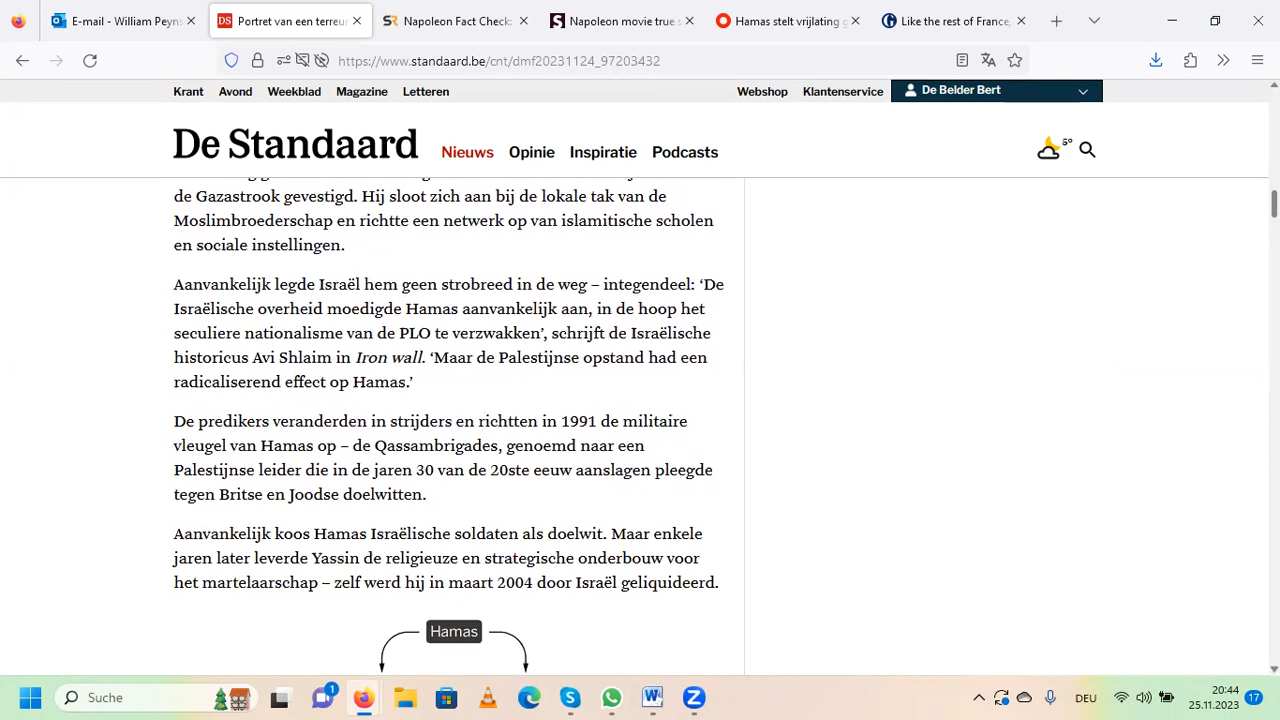 E-mail - William Peyns
Portret van een terreur
Napoleon Fact Check
Napoleon movie true s
Hamas stelt vrijlating g
Like the rest of France,
https://www.standaard.be/cnt/dmf20231124_97203432
Krant Avond Weekblad Magazine Letteren Webshop Klantenservice De Belder Bert
De Standaard Nieuws Opinie Inspiratie Podcasts 5°
de Gazastrook gevestigd. Hij sloot zich aan bij de lokale tak van de
Moslimbroederschap en richtte een netwerk op van islamitische scholen
en sociale instellingen.
Aanvankelijk legde Israël hem geen strobreed in de weg – integendeel: ‘De
Israëlische overheid moedigde Hamas aanvankelijk aan, in de hoop het
seculiere nationalisme van de PLO te verzwakken’, schrijft de Israëlische
historicus Avi Shlaim in Iron wall. ‘Maar de Palestijnse opstand had een
radicaliserend effect op Hamas.’
De predikers veranderden in strijders en richtten in 1991 de militaire
vleugel van Hamas op – de Qassambrigades, genoemd naar een
Palestijnse leider die in de jaren 30 van de 20ste eeuw aanslagen pleegde
tegen Britse en Joodse doelwitten.
Aanvankelijk koos Hamas Israëlische soldaten als doelwit. Maar enkele
jaren later leverde Yassin de religieuze en strategische onderbouw voor
het martelaarschap – zelf werd hij in maart 2004 door Israël geliquideerd.
Hamas
Suche
1
DEU
20:44
25.11.2023
17